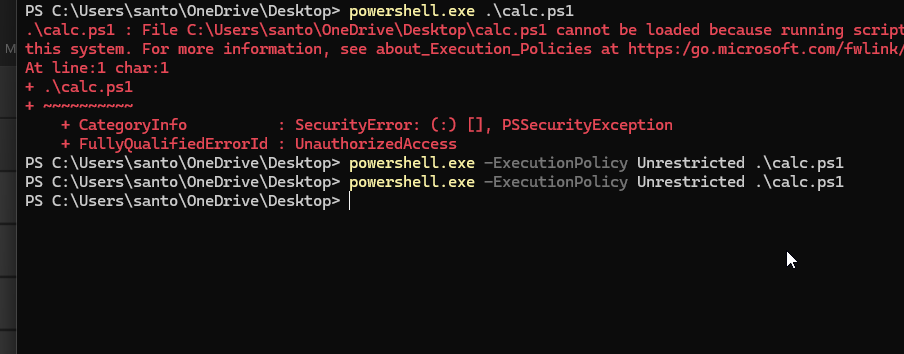 PS C:\Users\santo\OneDrive\Desktop> powershell.exe .\calc.ps1
.\calc.ps1 : File C:\Users\santo\OneDrive\Desktop\calc.ps1 cannot be loaded because running script
this system. For more information, see about_Execution_Policies at https:/go.microsoft.com/fwlink/
At line:1 char:1
+ .\calc.ps1
+ ~~~~~~~~~~
    + CategoryInfo          : SecurityError: (:) [], PSSecurityException
    + FullyQualifiedErrorId : UnauthorizedAccess
PS C:\Users\santo\OneDrive\Desktop> powershell.exe -ExecutionPolicy Unrestricted .\calc.ps1
PS C:\Users\santo\OneDrive\Desktop> powershell.exe -ExecutionPolicy Unrestricted .\calc.ps1
PS C:\Users\santo\OneDrive\Desktop>
M